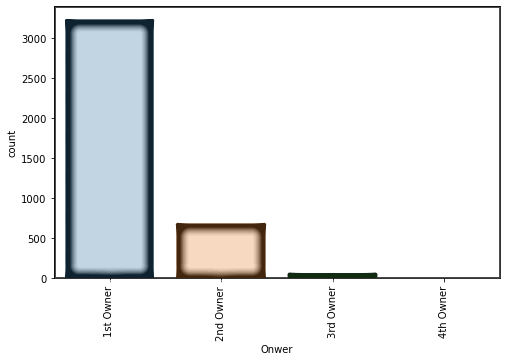 3000
2500
2000
1500
1000
500
0
count
1st Owner
2nd Owner
3rd Owner
4th Owner
Onwer